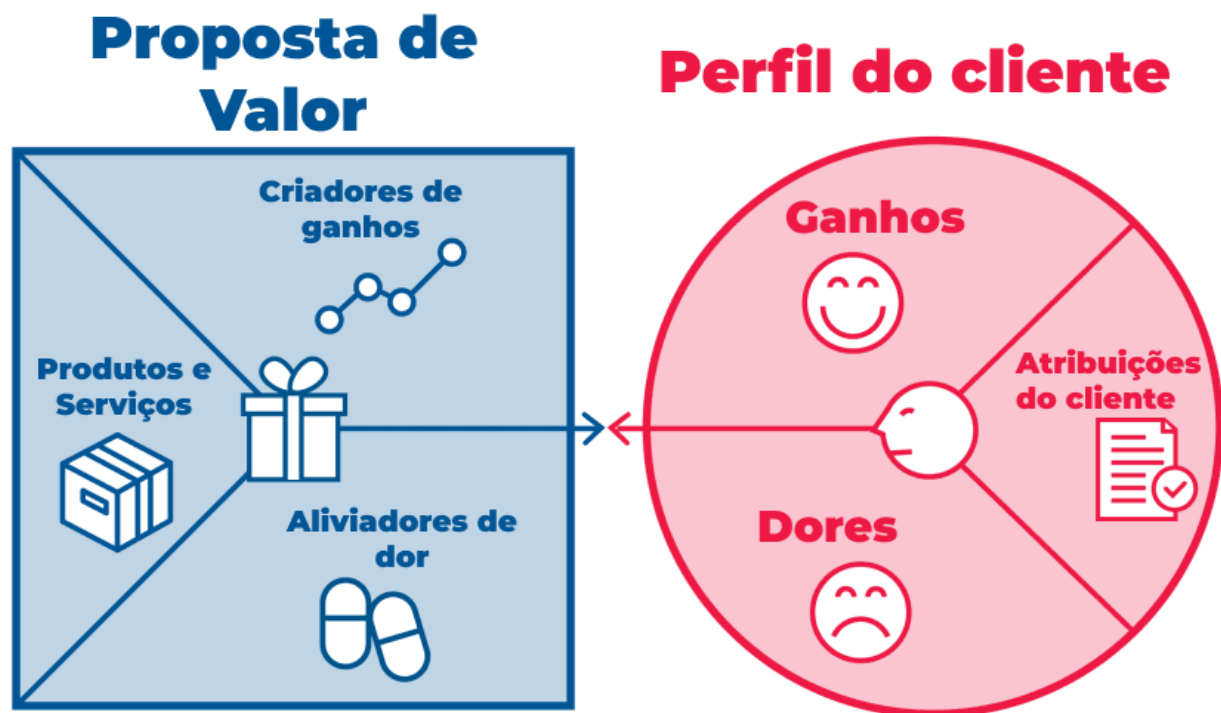 Proposta de
Valor
Perfil do cliente
Criadores de
ganhos
Produtos e
Serviços
Aliviadores de
dor
Ganhos
Atribuições
do cliente
Dores